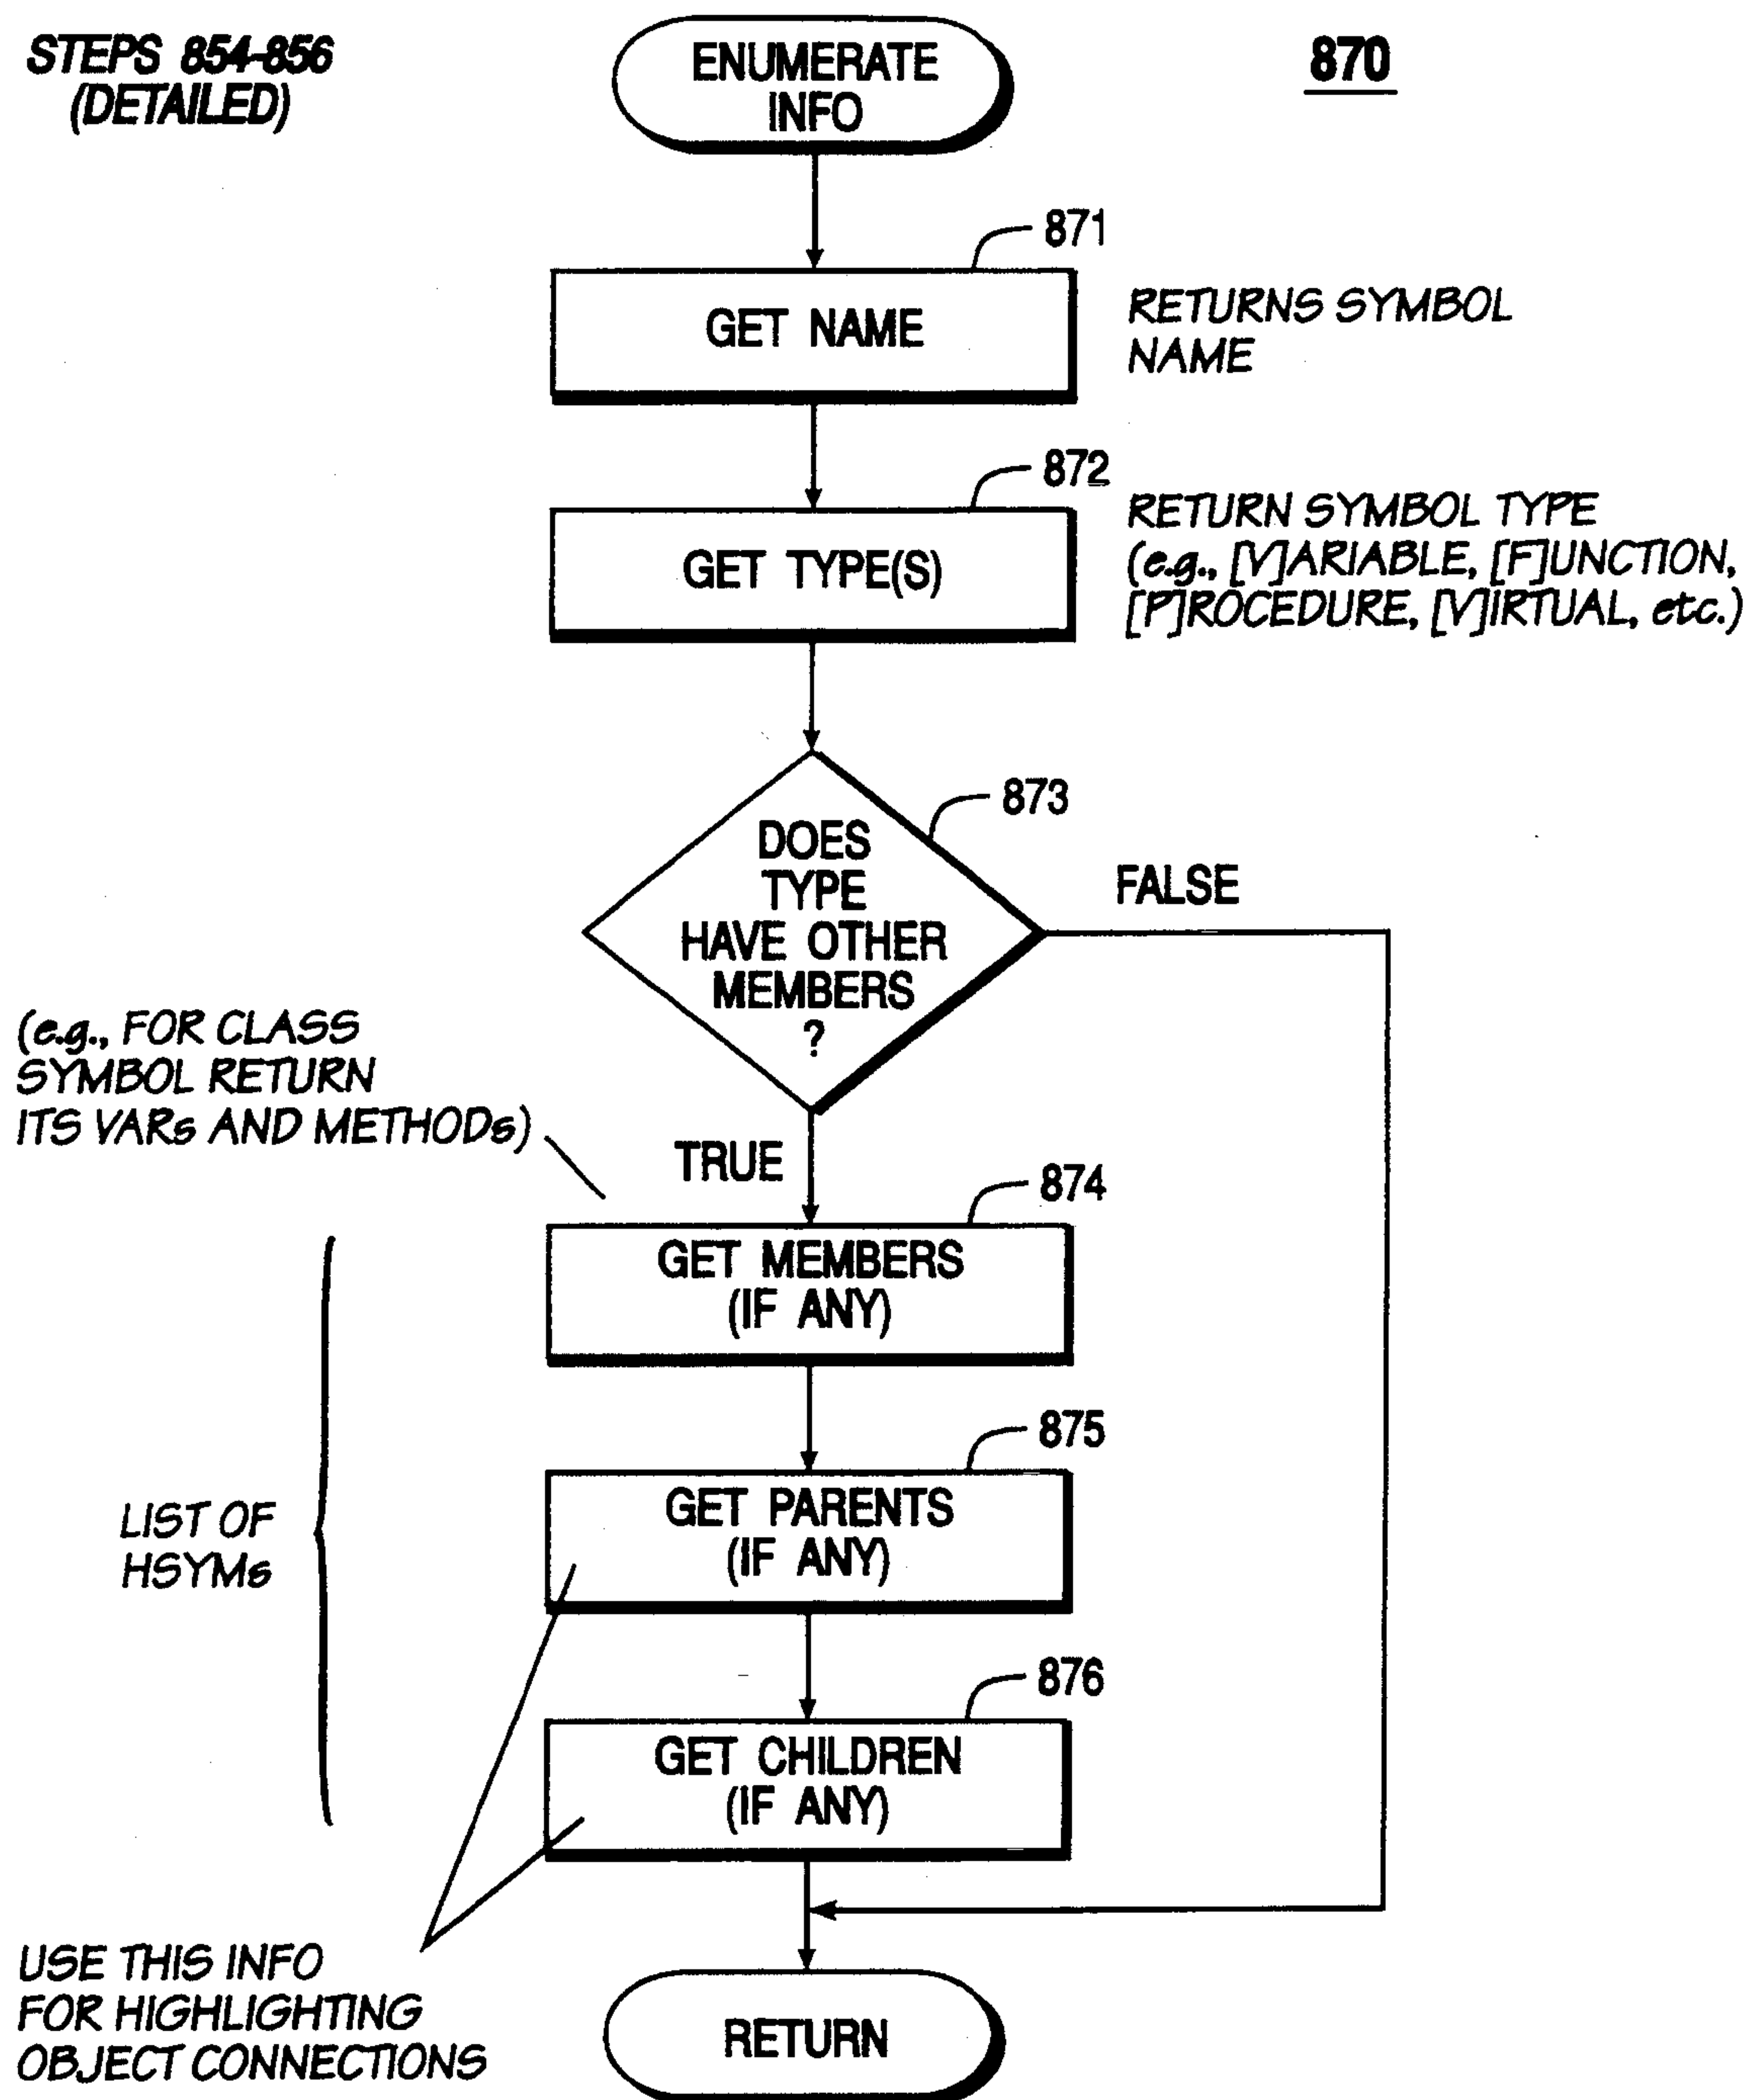 STEPS 854-856
(DETAILED)
ENUMERATE
INFO
870
871
GET NAME
RETURNS SYMBOL
NAME
872
GET TYPE(S)
RETURN SYMBOL TYPE
(e.g., [V]ARIABLE, [F]UNCTION,
[P]ROCEDURE, [V]IRTUAL, etc.)
873
DOES
TYPE
HAVE OTHER
MEMBERS
?
FALSE
(e.g., FOR CLASS
SYMBOL RETURN
ITS VARs AND METHODs)
TRUE
874
GET MEMBERS
(IF ANY)
875
GET PARENTS
(IF ANY)
LIST OF
HSYMs
876
GET CHILDREN
(IF ANY)
USE THIS INFO
FOR HIGHLIGHTING
OBJECT CONNECTIONS
RETURN